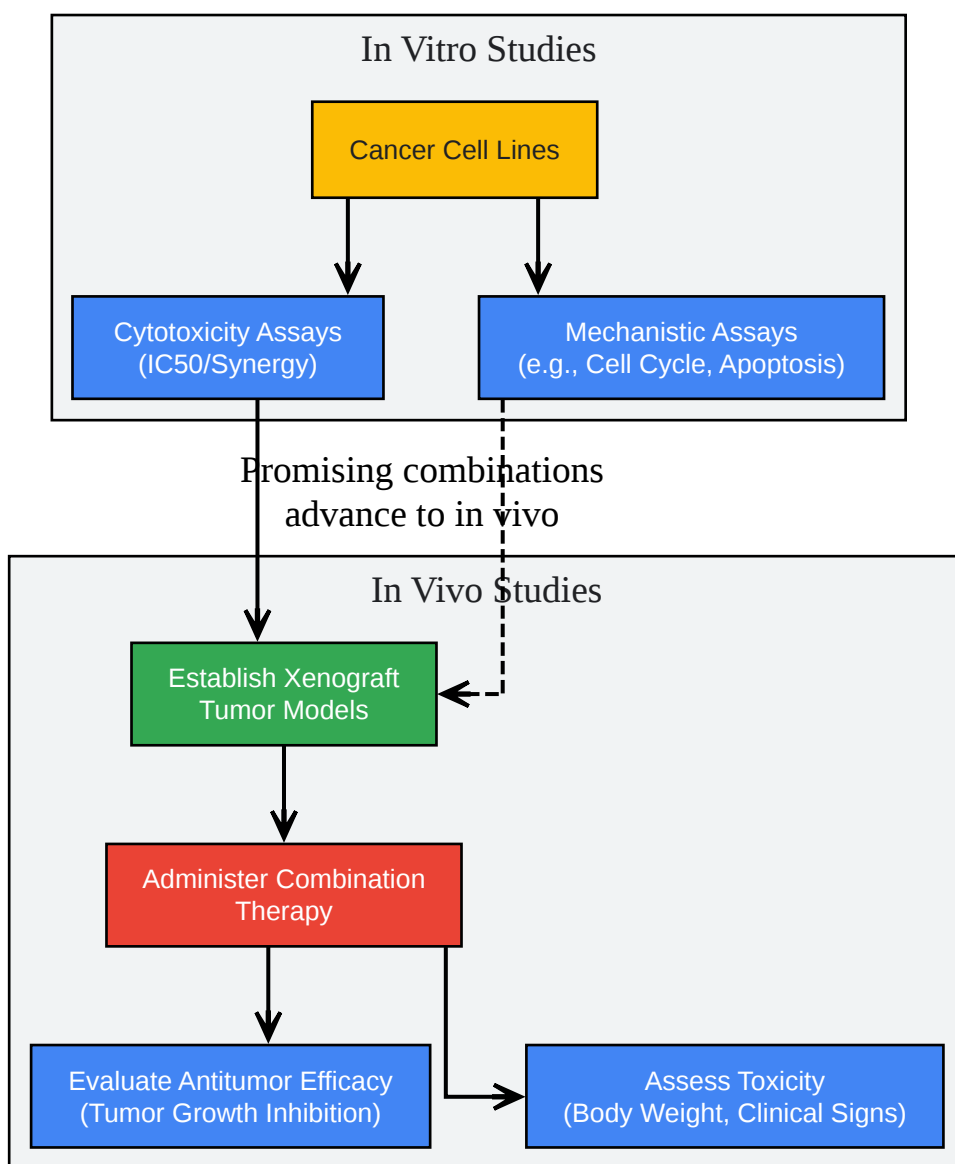 In Vitro Studies
Cancer Cell Lines
Cytotoxicity Assays
(IC50/Synergy)
Mechanistic Assays
(e.g., Cell Cycle, Apoptosis)
Promising combinations
advance to in vivo
In Vivo Studies
Establish Xenograft
Tumor Models
Administer Combination
Therapy
Evaluate Antitumor Efficacy
(Tumor Growth Inhibition)
Assess Toxicity
(Body Weight, Clinical Signs)